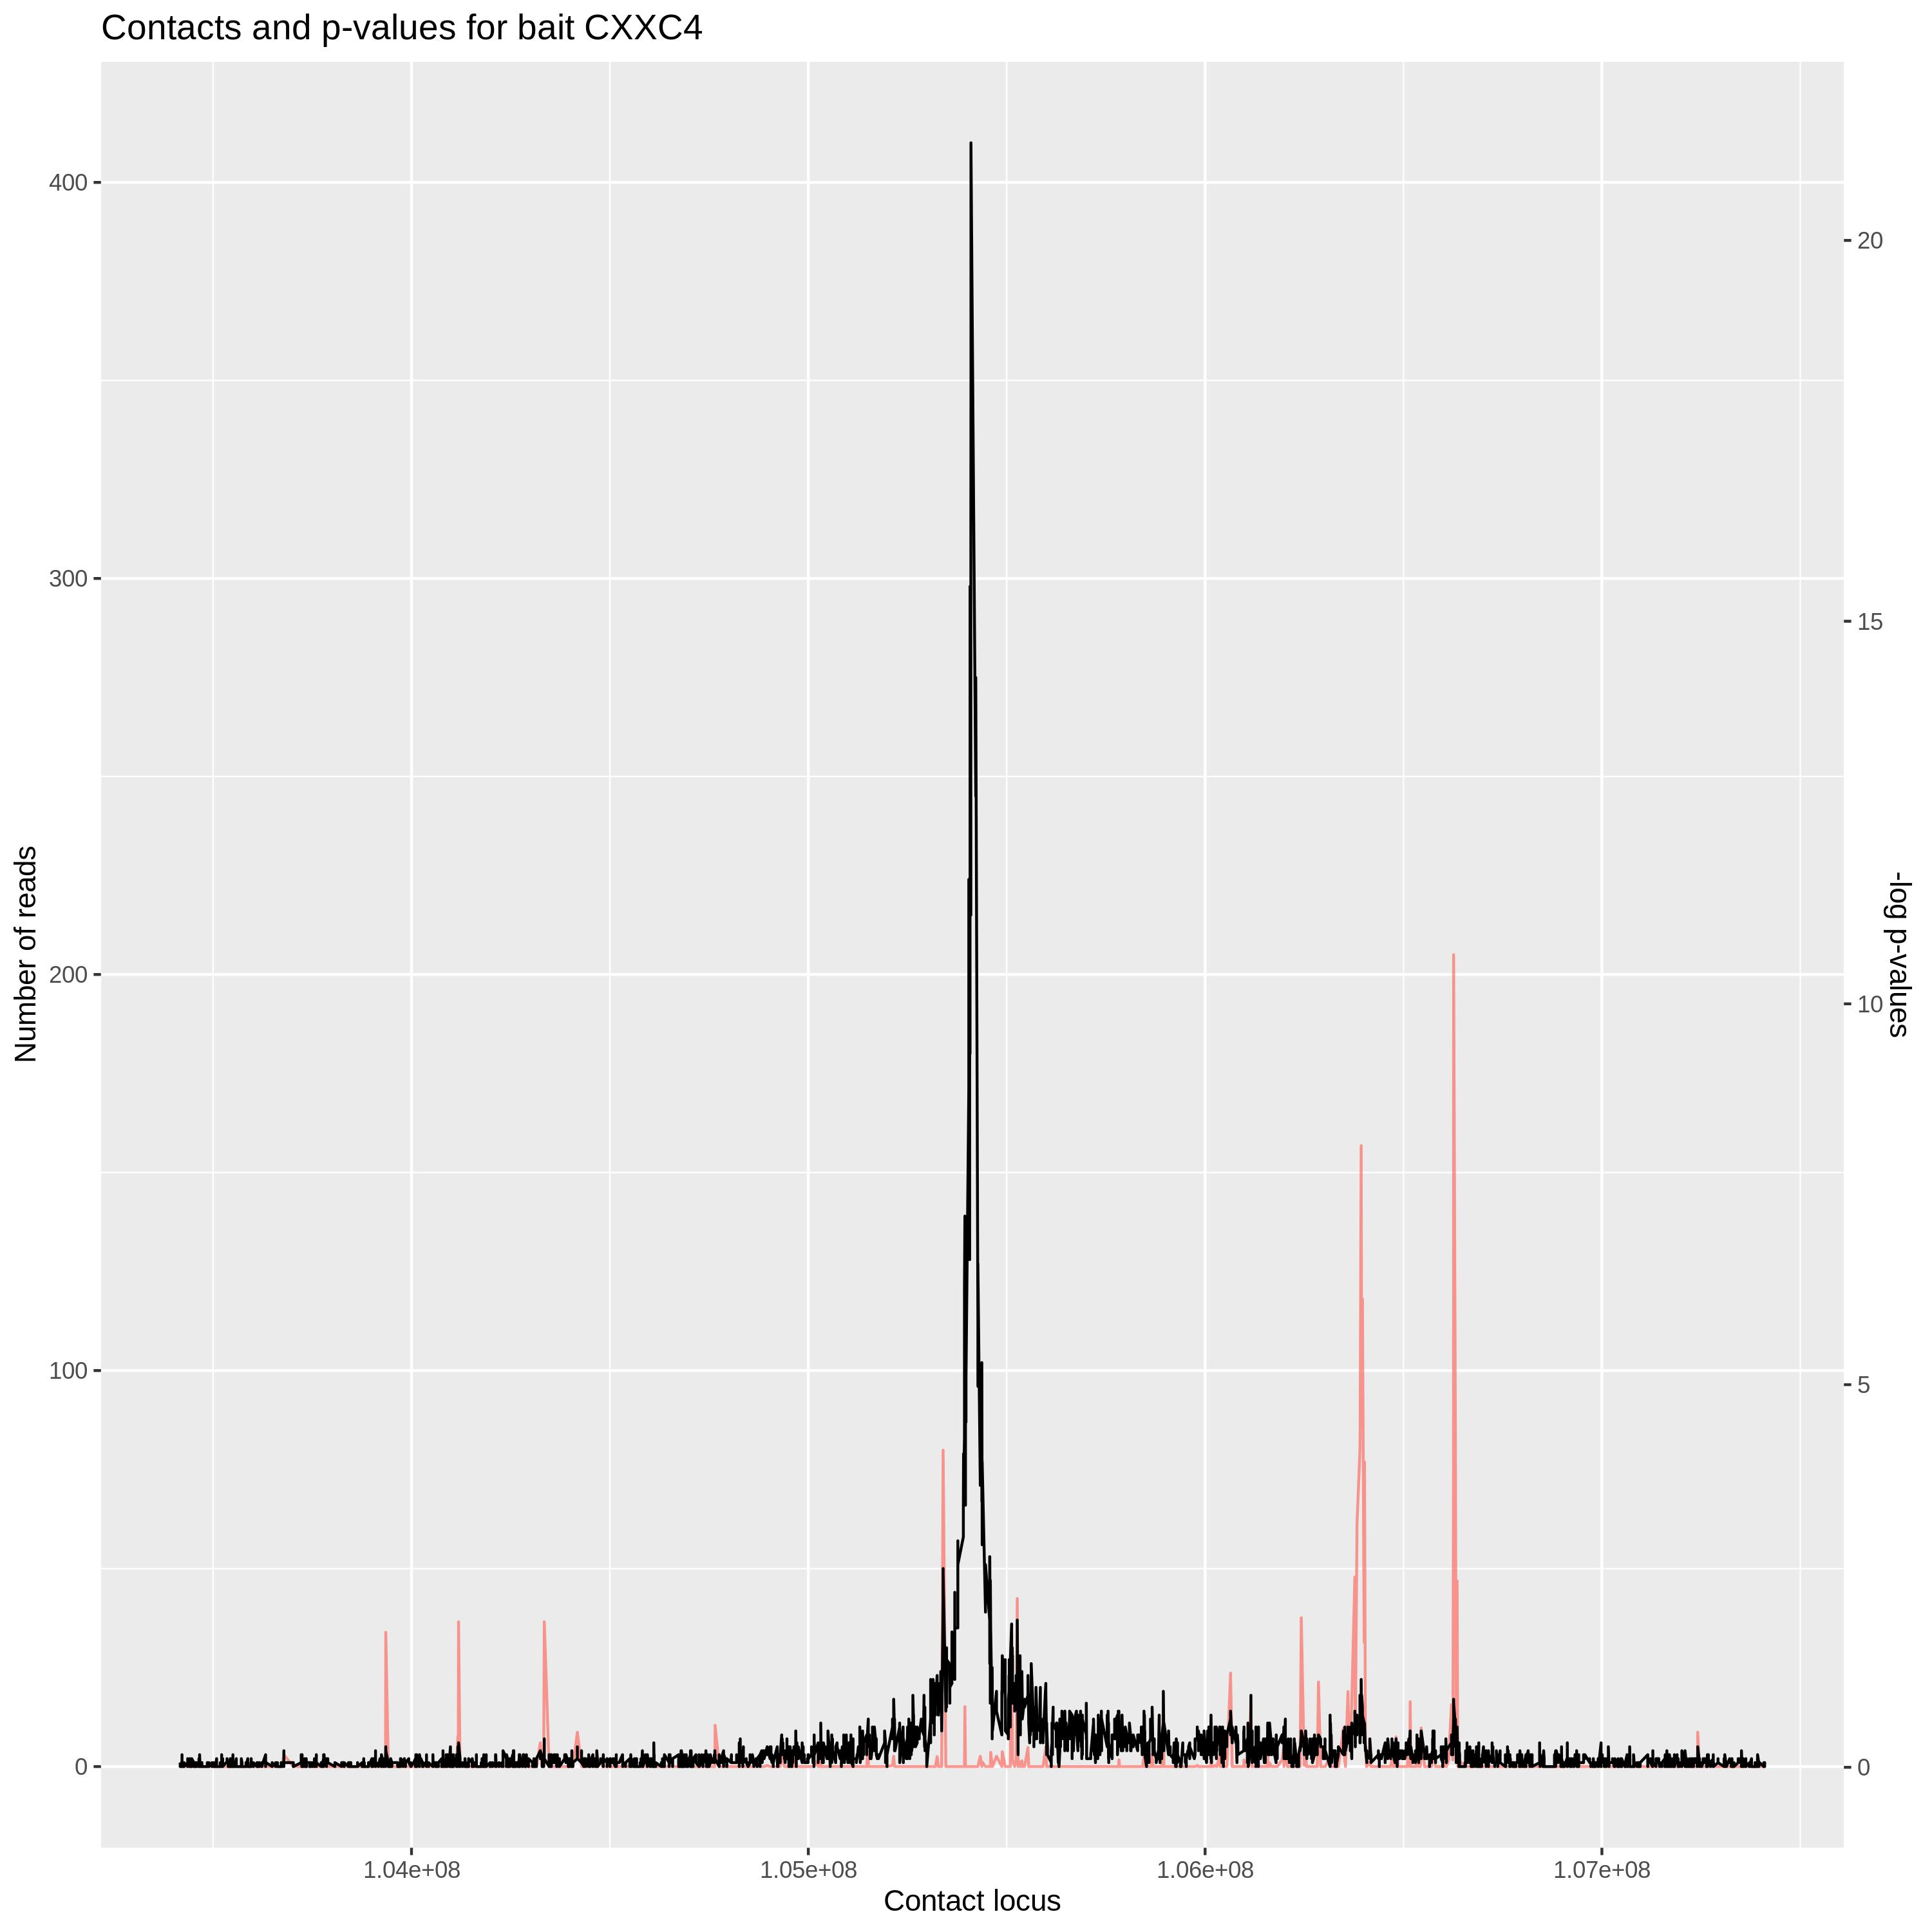 Contacts and p-values for bait CXXC4
Number of reads
400
300
200
100
0
20
15
10
5
0
-log p-values
1.04e+08
1.05e+08
1.06e+08
1.07e+08
Contact locus